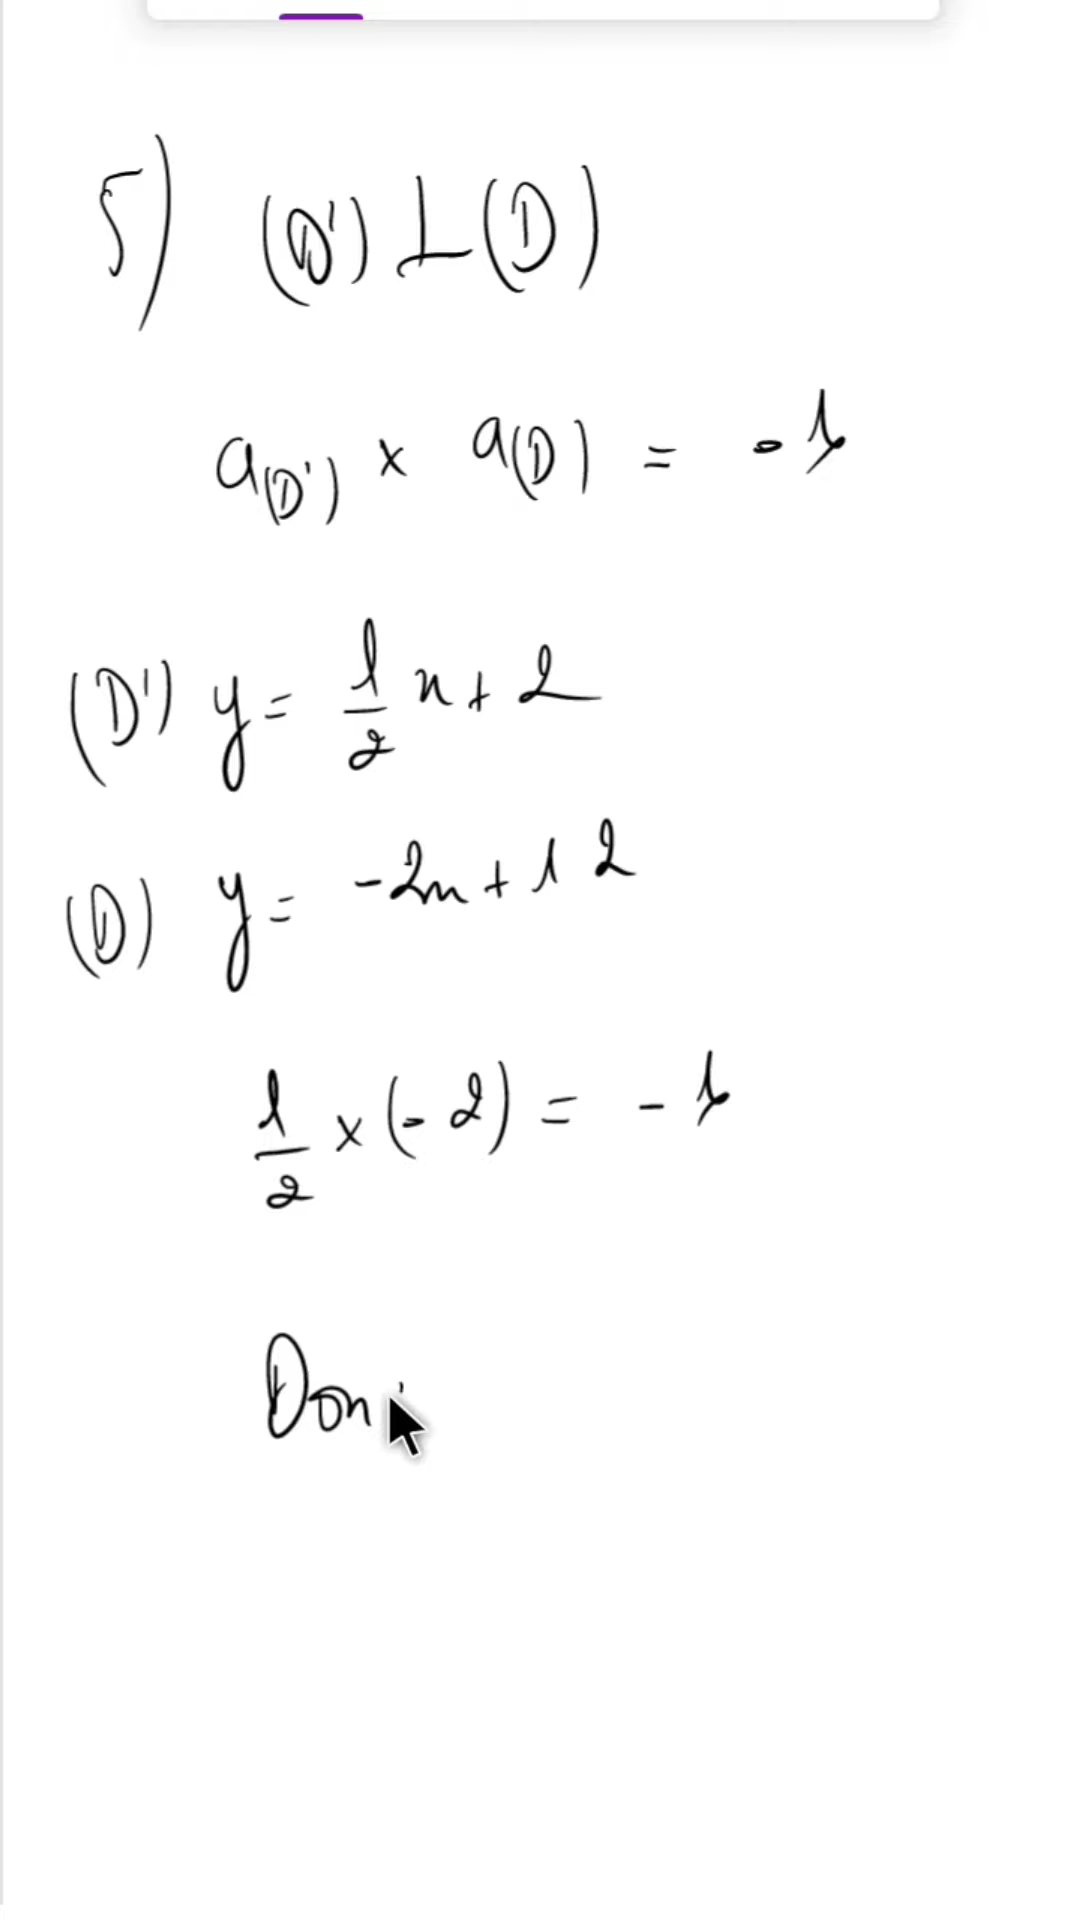 5) (D') ⊥ (D)
a(D') × a(D) = -1
(D') y = 1/2 x + 2
(D) y = -2x + 12
1/2 × (-2) = -1
Don